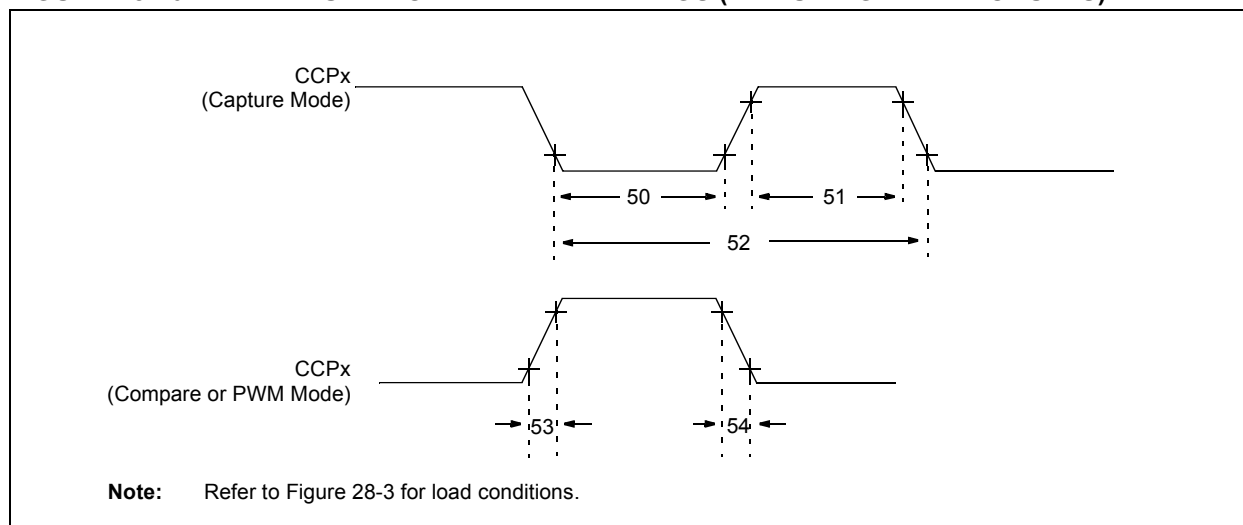 CCPx
(Capture Mode)
50
51
52
CCPx
(Compare or PWM Mode)
53
54
Note: Refer to Figure 28-3 for load conditions.